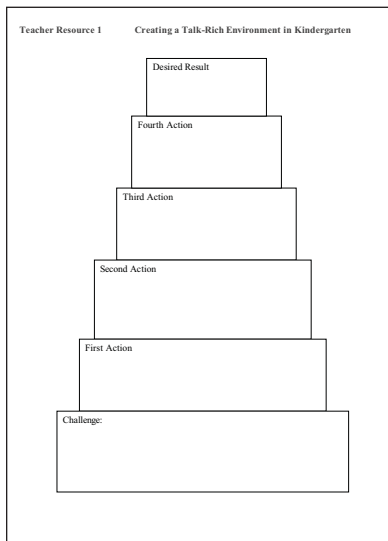 Teacher Resource 1 Creating a Talk-Rich Environment in Kindergarten
Desired Result
Fourth Action
Third Action
Second Action
First Action
Challenge: